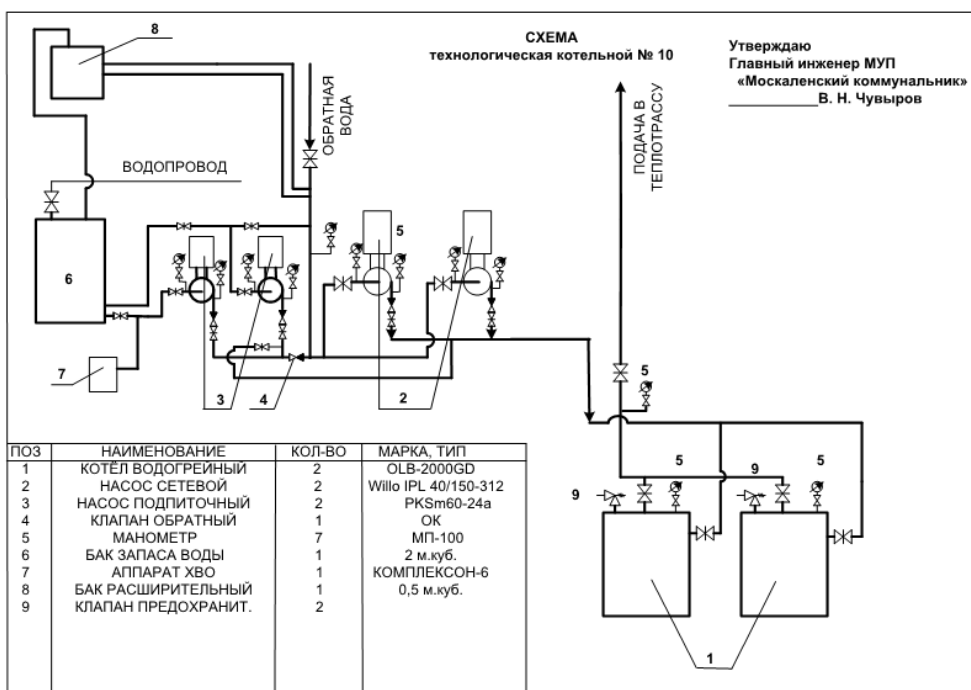 СХЕМА
технологическая котельной № 10
Утверждаю
Главный инженер МУП
«Москаленский коммунальник»
____________В. Н. Чувыров
8
ОБРАТНАЯ
ВОДА
ПОДАЧА В
ТЕПЛОТРАССУ
ВОДОПРОВОД
5
6
7
3
4
2
5
5
9
5
9
1
ПОЗ НАИМЕНОВАНИЕ КОЛ-ВО МАРКА, ТИП
1 КОТЁЛ ВОДОГРЕЙНЫЙ 2 OLB-2000GD
2 НАСОС СЕТЕВОЙ 2 Willo IPL 40/150-312
3 НАСОС ПОДПИТОЧНЫЙ 2 PKSm60-24a
4 КЛАПАН ОБРАТНЫЙ 1 ОК
5 МАНОМЕТР 7 МП-100
6 БАК ЗАПАСА ВОДЫ 1 2 м.куб.
7 АППАРАТ ХВО 1 КОМПЛЕКСОН-6
8 БАК РАСШИРИТЕЛЬНЫЙ 1 0,5 м.куб.
9 КЛАПАН ПРЕДОХРАНИТ. 2